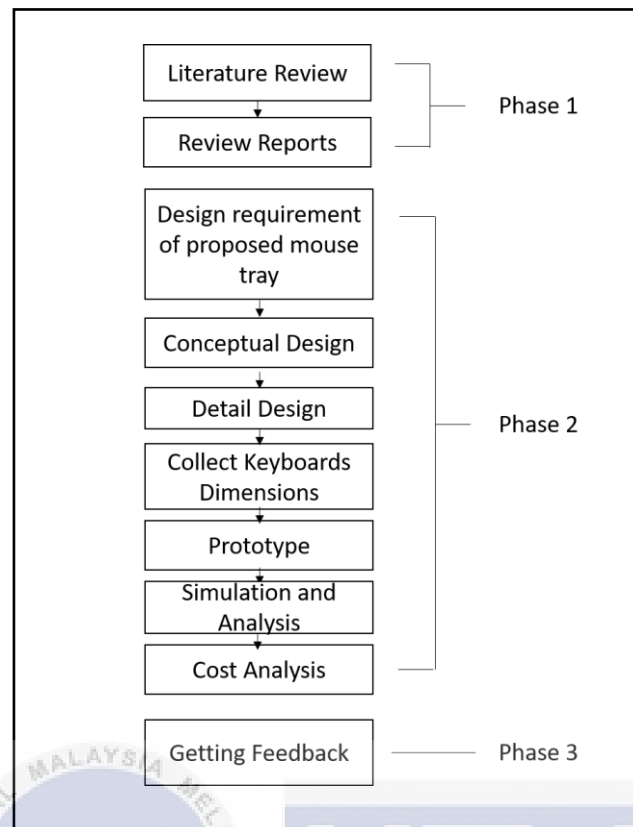 Literature Review
Review Reports
Phase 1
Design requirement
of proposed mouse
tray
Conceptual Design
Detail Design
Collect Keyboards
Dimensions
Prototype
Simulation and
Analysis
Cost Analysis
Phase 2
Getting Feedback
Phase 3
MALAYSIA